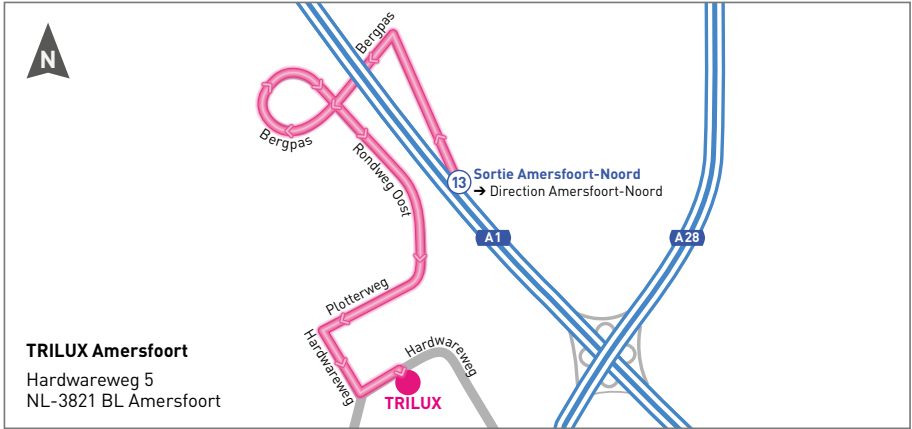 N
Bergpas
Bergpas
Rondweg Oost
13
Sortie Amersfoort-Noord
➔ Direction Amersfoort-Noord
A1
A28
Plotterweg
Hardwareweg
Hardwareweg
TRILUX
TRILUX Amersfoort
Hardwareweg 5
NL-3821 BL Amersfoort